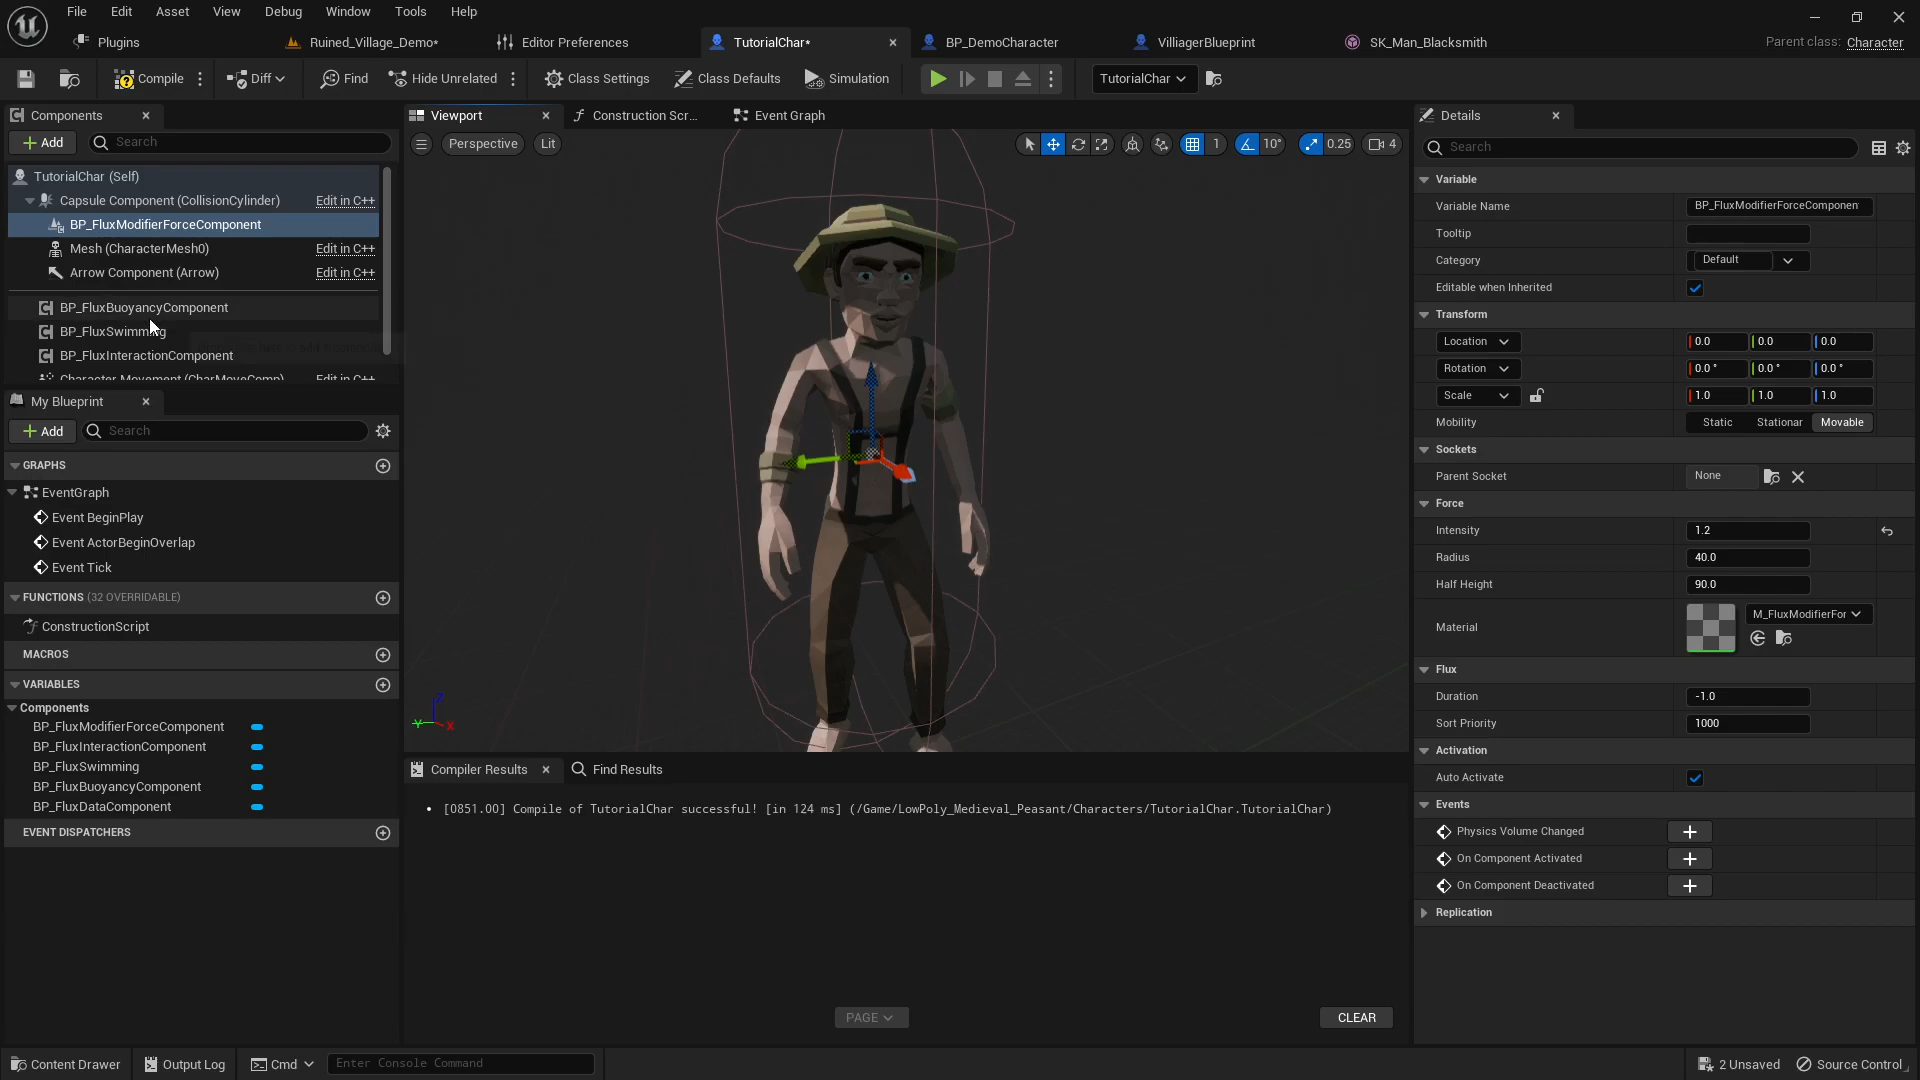 File Edit Asset View Debug Window Tools Help
Plugins Ruined_Village_Demo* Editor Preferences TutorialChar* BP_DemoCharacter VilliagerBlueprint SK_Man_Blacksmith Parent class: Character
Compile Diff Find Hide Unrelated Class Settings Class Defaults Simulation TutorialChar
Components
Add Search
TutorialChar (Self)
Capsule Component (CollisionCylinder) Edit in C++
BP_FluxModifierForceComponent
Mesh (CharacterMesh0) Edit in C++
Arrow Component (Arrow) Edit in C++
BP_FluxBuoyancyComponent
BP_FluxSwimming
BP_FluxInteractionComponent
Character Movement (CharMoveComp) Edit in C++
My Blueprint
Add Search
GRAPHS
EventGraph
Event BeginPlay
Event ActorBeginOverlap
Event Tick
FUNCTIONS (32 OVERRIDABLE)
ConstructionScript
MACROS
VARIABLES
Components
BP_FluxModifierForceComponent
BP_FluxInteractionComponent
BP_FluxSwimming
BP_FluxBuoyancyComponent
BP_FluxDataComponent
EVENT DISPATCHERS
Viewport Construction Scr... Event Graph
Perspective Lit 1 10° 0.25 4
Z
Y X
Compiler Results Find Results
• [0851.00] Compile of TutorialChar successful! [in 124 ms] (/Game/LowPoly_Medieval_Peasant/Characters/TutorialChar.TutorialChar)
PAGE CLEAR
Details
Search
Variable
Variable Name BP_FluxModifierForceComponen
Tooltip
Category Default
Editable when Inherited
Transform
Location 0.0 0.0 0.0
Rotation 0.0 ° 0.0 ° 0.0 °
Scale 1.0 1.0 1.0
Mobility Static Stationar Movable
Sockets
Parent Socket None
Force
Intensity 1.2
Radius 40.0
Half Height 90.0
Material M_FluxModifierFor
Flux
Duration -1.0
Sort Priority 1000
Activation
Auto Activate
Events
Physics Volume Changed
On Component Activated
On Component Deactivated
Replication
Content Drawer Output Log Cmd Enter Console Command 2 Unsaved Source Control